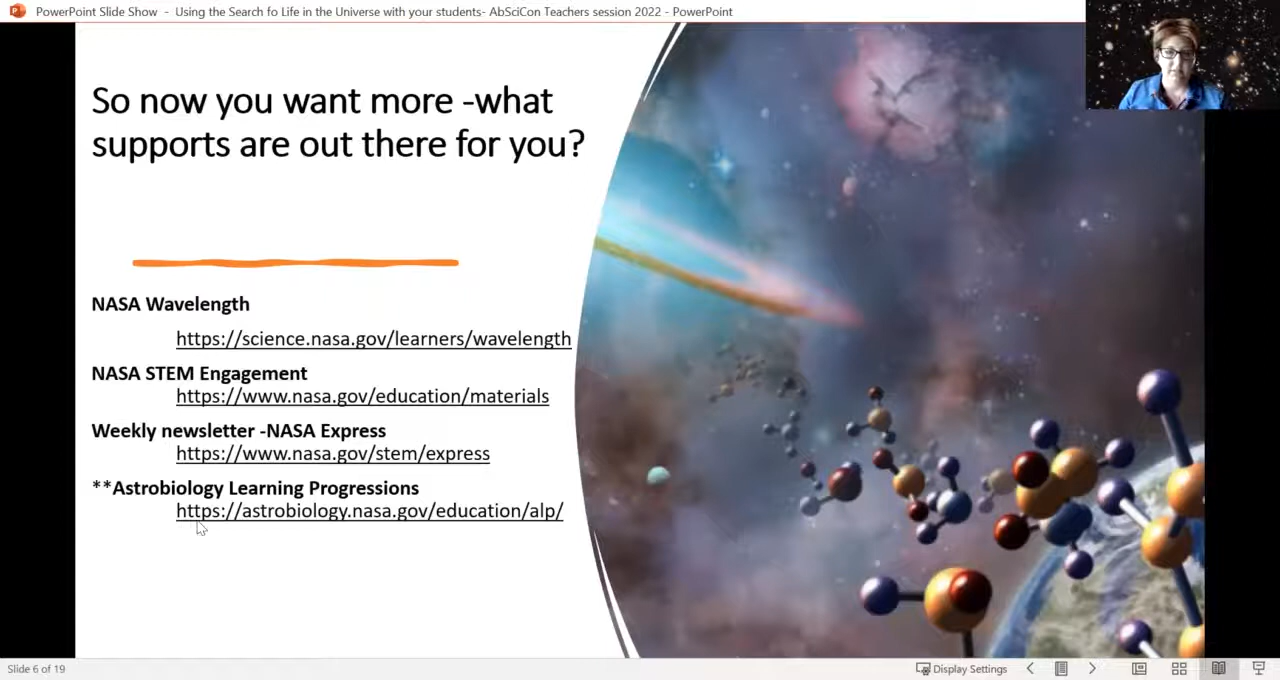 PowerPoint Slide Show - Using the Search fo Life in the Universe with your students- AbSciCon Teachers session 2022 - PowerPoint
So now you want more -what
supports are out there for you?
NASA Wavelength
https://science.nasa.gov/learners/wavelength
NASA STEM Engagement
https://www.nasa.gov/education/materials
Weekly newsletter -NASA Express
https://www.nasa.gov/stem/express
**Astrobiology Learning Progressions
https://astrobiology.nasa.gov/education/alp/
Slide 6 of 19
Display Settings